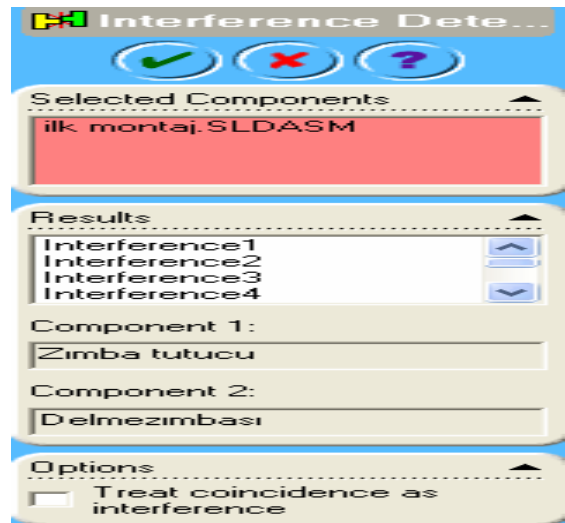 Interference Dete...
?
Selected Components
ilk montaj.SLDASM
Results
Interference1
Interference2
Interference3
Interference4
Component 1:
Zımba tutucu
Component 2:
Delmezımbası
Options
Treat coincidence as
interference